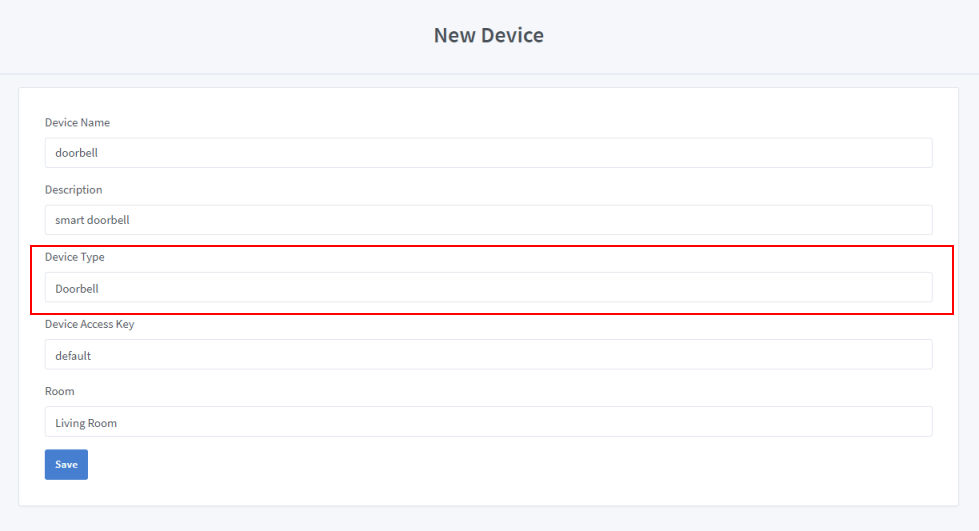 New Device
Device Name
doorbell
Description
smart doorbell
Device Type
Doorbell
Device Access Key
default
Room
Living Room
Save